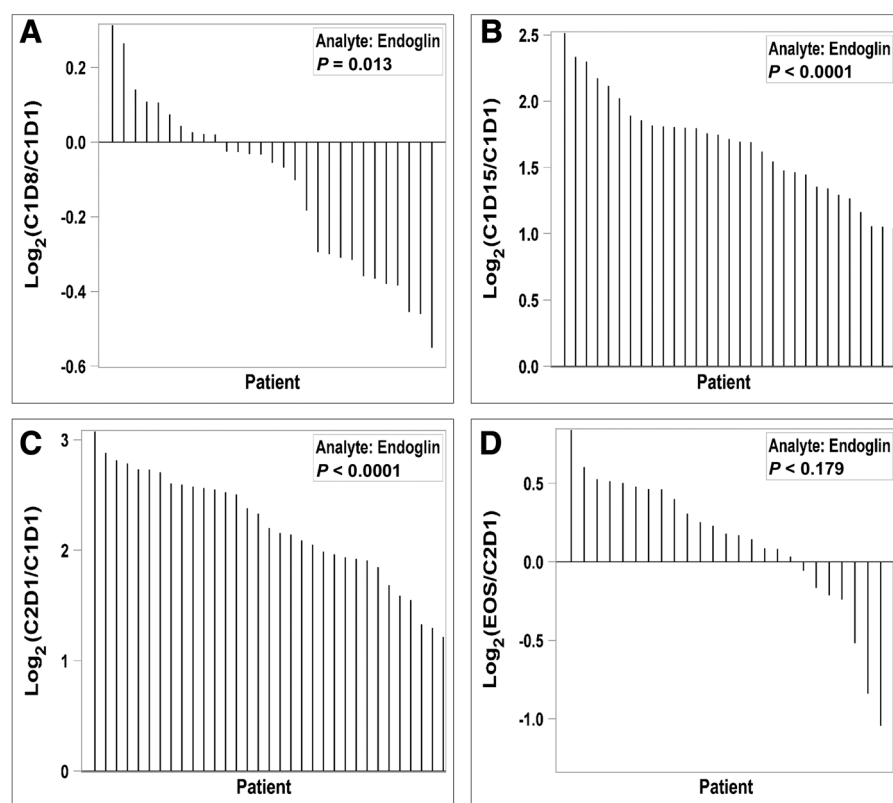 A
Analyte: Endoglin
P = 0.013
0.2
0.0
-0.2
-0.4
-0.6
Log2(C1D8/C1D1)
Patient
B
Analyte: Endoglin
P < 0.0001
2.5
2.0
1.5
1.0
0.5
0.0
Log2(C1D15/C1D1)
Patient
C
Analyte: Endoglin
P < 0.0001
3
2
1
0
Log2(C2D1/C1D1)
Patient
D
Analyte: Endoglin
P < 0.179
0.5
0.0
-0.5
-1.0
Log2(EOS/C2D1)
Patient